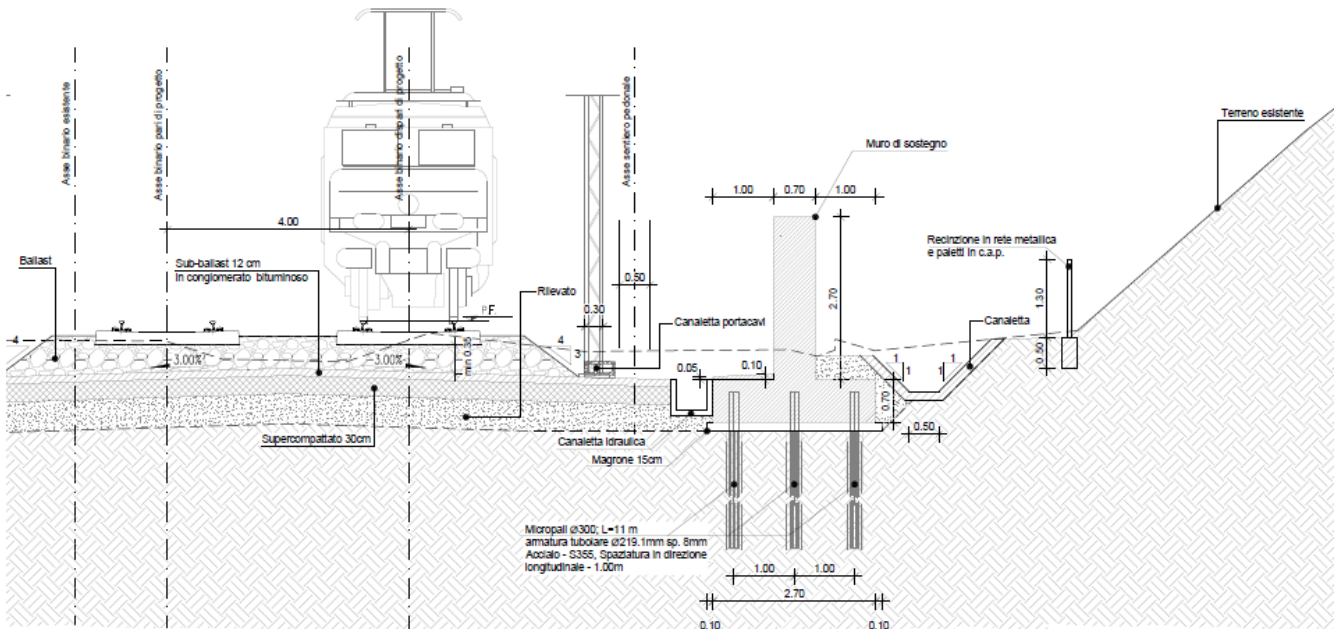 Asse binario esistente
Asse binario pari di progetto
Asse binario dispari di progetto
Asse sentiero pedonale
Terreno esistente
Muro di sostegno
1.00
0.70
1.00
4.00
Recinzione in rete metallica
e paletti in c.a.p.
Ballast
Sub-ballast 12 cm
in conglomerato bituminoso
0.50
2.70
1.30
Rilevato
P.F.
0.30
Canaletta portacavi
Canaletta
4
4
3
3.00%
3.00%
min 0.35
0.05
0.10
1
1
1
1
0.50
0.70
0.50
Supercompattato 30cm
Canaletta idraulica
Magrone 15cm
Micropali Ø300; L=11 m
armatura tubolare Ø219.1mm sp. 8mm
Acciaio - S355, Spaziatura in direzione
longitudinale - 1.00m
1.00
1.00
2.70
0.10
0.10